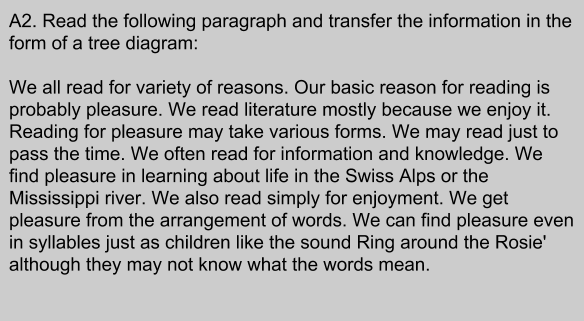 A2. Read the following paragraph and transfer the information in the
form of a tree diagram:
We all read for variety of reasons. Our basic reason for reading is
probably pleasure. We read literature mostly because we enjoy it.
Reading for pleasure may take various forms. We may read just to
pass the time. We often read for information and knowledge. We
find pleasure in learning about life in the Swiss Alps or the
Mississippi river. We also read simply for enjoyment. We get
pleasure from the arrangement of words. We can find pleasure even
in syllables just as children like the sound Ring around the Rosie'
although they may not know what the words mean.